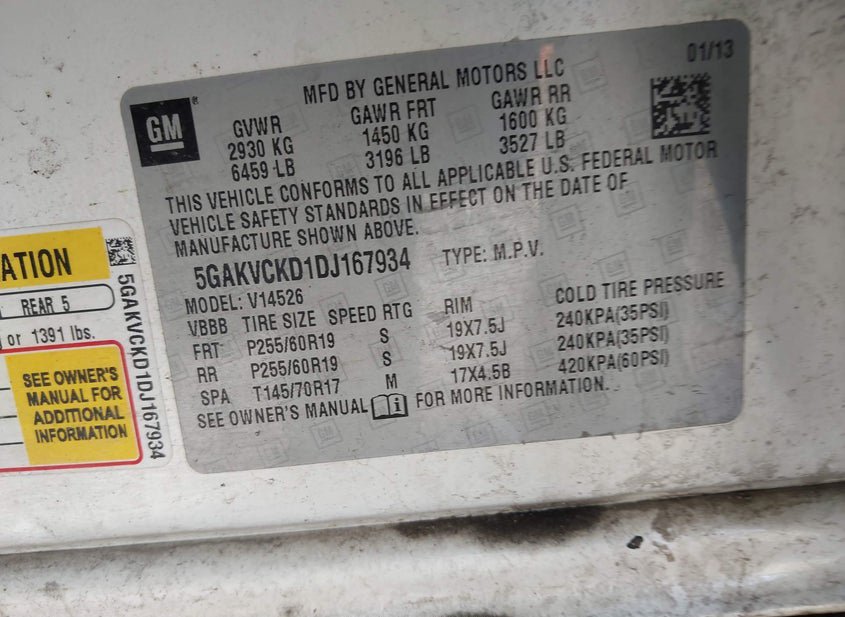 MFD BY GENERAL MOTORS LLC 01/13
GM
GVWR GAWR FRT GAWR RR
2930 KG 1450 KG 1600 KG
6459 LB 3196 LB 3527 LB
THIS VEHICLE CONFORMS TO ALL APPLICABLE U.S. FEDERAL MOTOR
VEHICLE SAFETY STANDARDS IN EFFECT ON THE DATE OF
MANUFACTURE SHOWN ABOVE.
5GAKVCKD1DJ167934 TYPE: M.P.V.
MODEL: V14526
VBBB TIRE SIZE SPEED RTG RIM COLD TIRE PRESSURE
FRT P255/60R19 S 19X7.5J 240KPA(35PSI)
RR P255/60R19 S 19X7.5J 240KPA(35PSI)
SPA T145/70R17 M 17X4.5B 420KPA(60PSI)
SEE OWNER'S MANUAL FOR MORE INFORMATION.
ATION
REAR 5
or 1391 lbs.
SEE OWNER'S
MANUAL FOR
ADDITIONAL
INFORMATION
5GAKVCKD1DJ167934